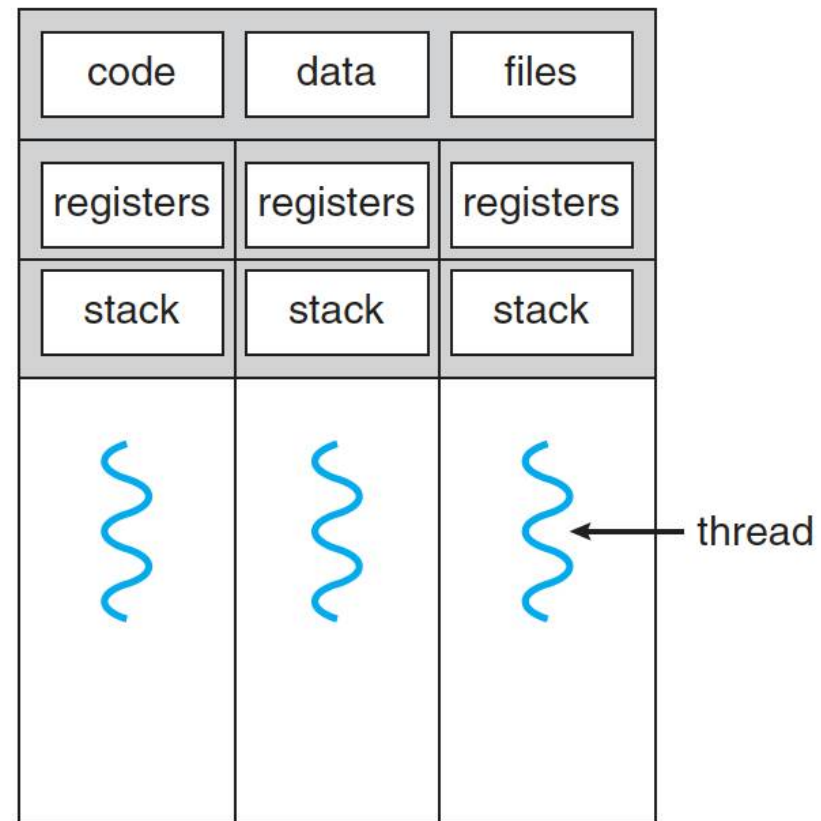 code data files
registers registers registers
stack stack stack
thread